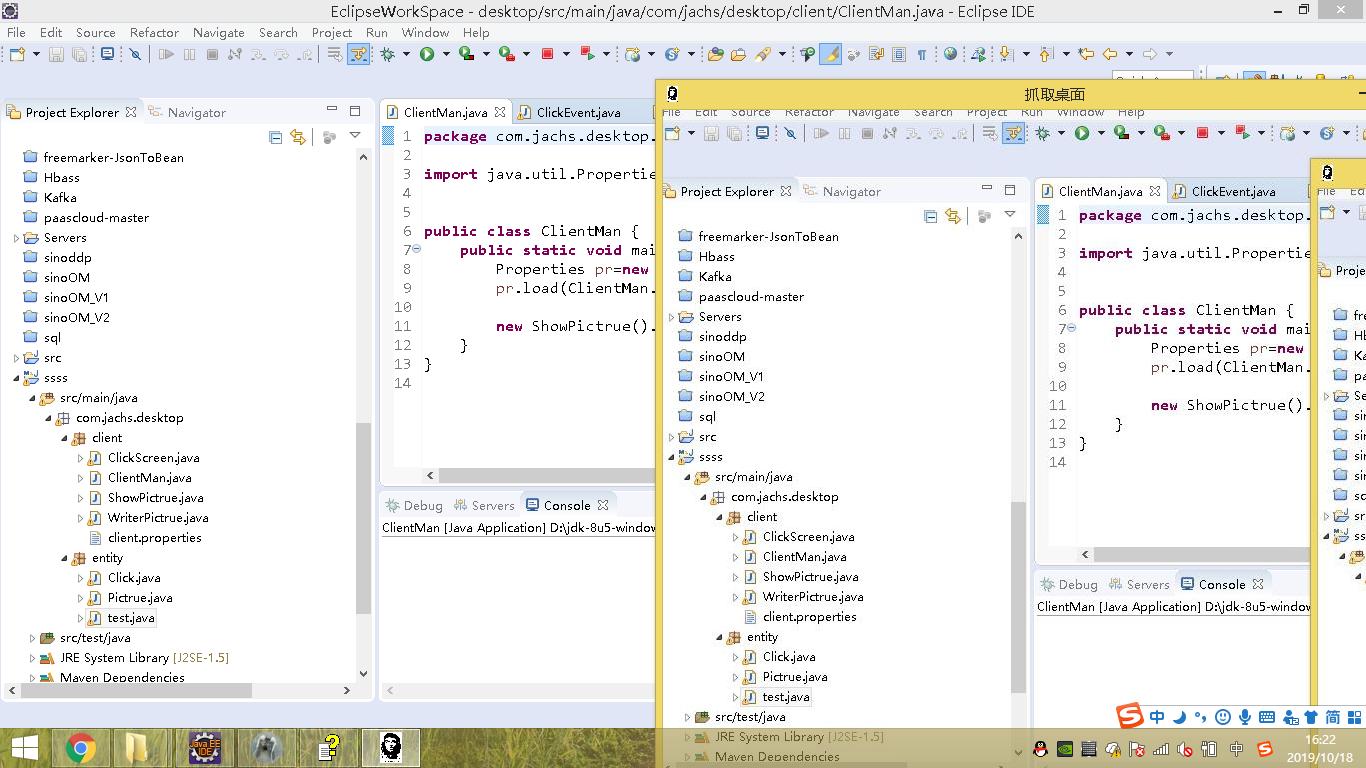 EclipseWorkSpace - desktop/src/main/java/com/jachs/desktop/client/ClientMan.java - Eclipse IDE
File Edit Source Refactor Navigate Search Project Run Window Help
Project Explorer
Navigator
freemarker-JsonToBean
Hbass
Kafka
paascloud-master
Servers
sinoddp
sinoOM
sinoOM_V1
sinoOM_V2
sql
src
ssss
src/main/java
com.jachs.desktop
client
ClickScreen.java
ClientMan.java
ShowPictrue.java
WriterPictrue.java
client.properties
entity
Click.java
Pictrue.java
test.java
src/test/java
JRE System Library [J2SE-1.5]
Maven Dependencies
ClientMan.java
ClickEvent.java
1 package com.jachs.desktop.
2
3 import java.util.Propertie
4
5
6 public class ClientMan {
7 public static void mai
8 Properties pr=new
9 pr.load(ClientMan.
10
11 new ShowPictrue().
12 }
13 }
14
Debug Servers Console
ClientMan [Java Application] D:\jdk-8u5-window
抓取桌面
File Edit Source Refactor Navigate Search Project Run Window Help
Project Explorer
Navigator
freemarker-JsonToBean
Hbass
Kafka
paascloud-master
Servers
sinoddp
sinoOM
sinoOM_V1
sinoOM_V2
sql
src
ssss
src/main/java
com.jachs.desktop
client
ClickScreen.java
ClientMan.java
ShowPictrue.java
WriterPictrue.java
client.properties
entity
Click.java
Pictrue.java
test.java
src/test/java
JRE System Library [J2SE-1.5]
Maven Dependencies
ClientMan.java
ClickEvent.java
1 package com.jachs.desktop.
2
3 import java.util.Propertie
4
5
6 public class ClientMan {
7 public static void mai
8 Properties pr=new
9 pr.load(ClientMan.
10
11 new ShowPictrue().
12 }
13 }
14
Debug Servers Console
ClientMan [Java Application] D:\jdk-8u5-window
File Ed
Proje
fre
Hb
Ka
pa
Se
sin
sin
sin
sin
sc
sr
ss
中 简
Java EE
IDE
中
16:22
2019/10/18